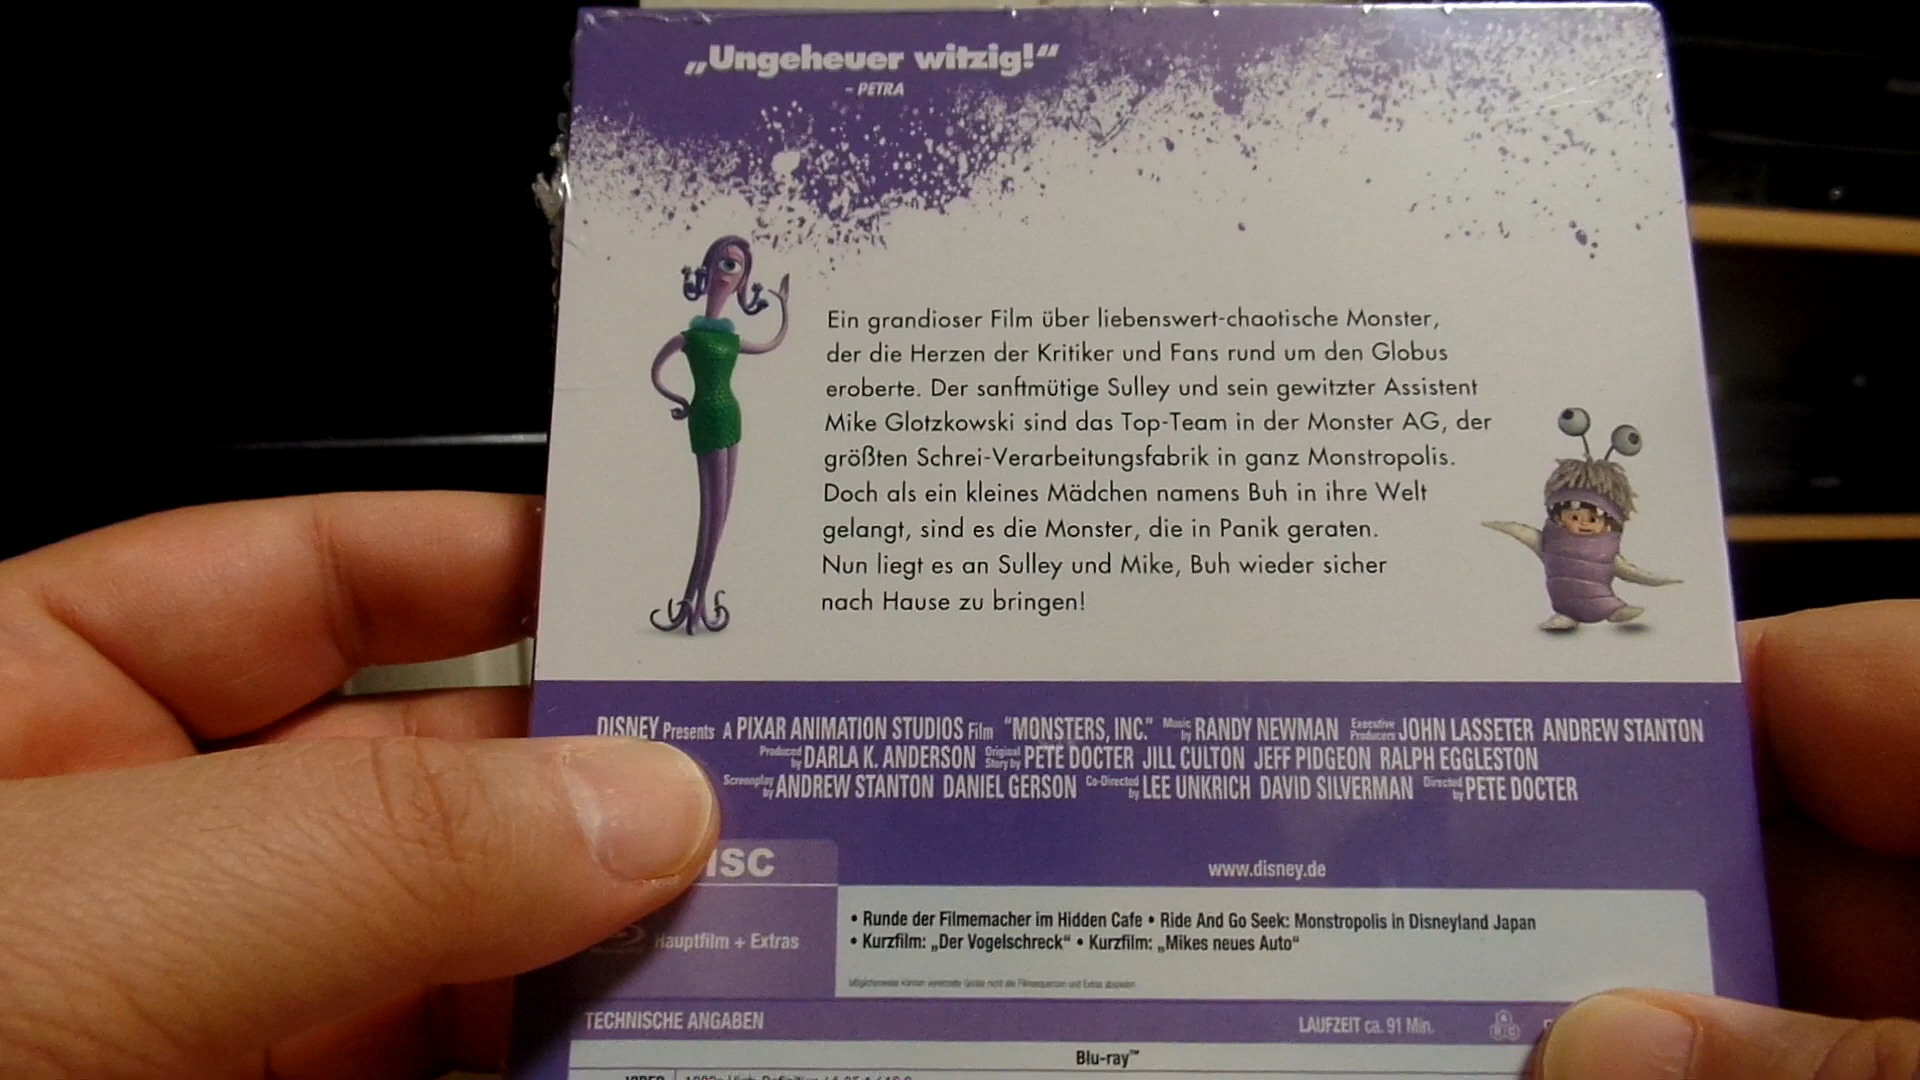 „Ungeheuer witzig!“
- PETRA
Ein grandioser Film über liebenswert-chaotische Monster,
der die Herzen der Kritiker und Fans rund um den Globus
eroberte. Der sanftmütige Sulley und sein gewitzter Assistent
Mike Glotzkowski sind das Top-Team in der Monster AG, der
größten Schrei-Verarbeitungsfabrik in ganz Monstropolis.
Doch als ein kleines Mädchen namens Buh in ihre Welt
gelangt, sind es die Monster, die in Panik geraten.
Nun liegt es an Sulley und Mike, Buh wieder sicher
nach Hause zu bringen!
DISNEY Presents A PIXAR ANIMATION STUDIOS Film "MONSTERS, INC." Music by RANDY NEWMAN Executive Producers JOHN LASSETER ANDREW STANTON
Produced by DARLA K. ANDERSON Original Story by PETE DOCTER JILL CULTON JEFF PIDGEON RALPH EGGLESTON
Screenplay by ANDREW STANTON DANIEL GERSON Co-Directed by LEE UNKRICH DAVID SILVERMAN Directed by PETE DOCTER
www.disney.de
Hauptfilm + Extras
• Runde der Filmemacher im Hidden Cafe • Ride And Go Seek: Monstropolis in Disneyland Japan
• Kurzfilm: „Der Vogelschreck“ • Kurzfilm: „Mikes neues Auto“
TECHNISCHE ANGABEN
LAUFZEIT ca. 91 Min.
Blu-ray™